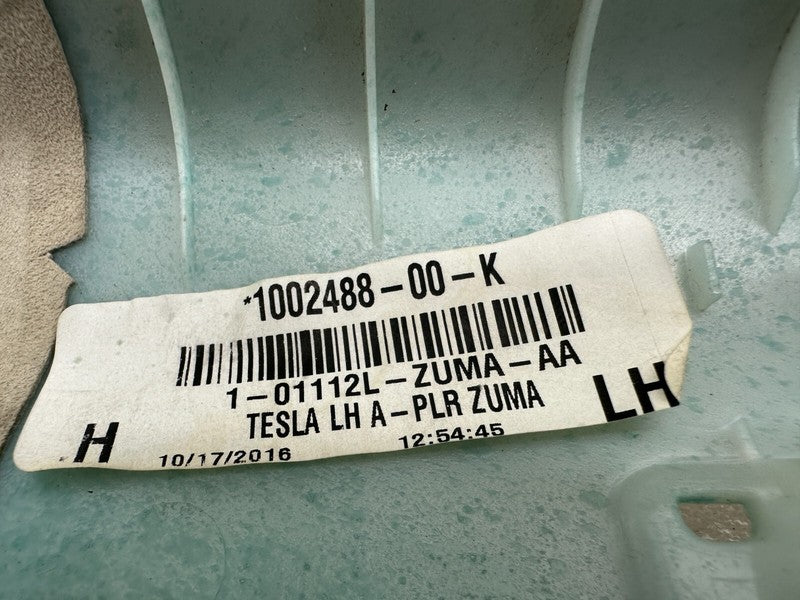 *1002488-00-K
1-01112L-ZUMA-AA
TESLA LH A-PLR ZUMA
LH
H
10/17/2016 12:54:45